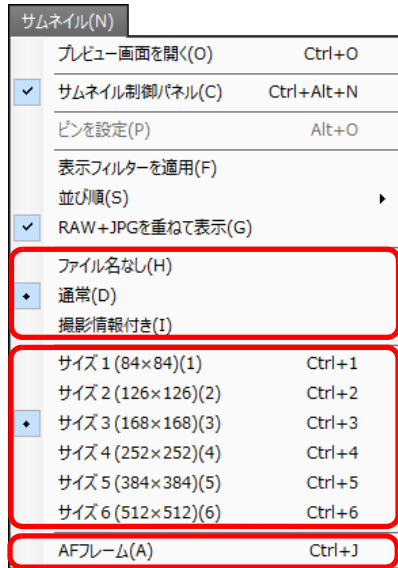 サムネイル(N)
プレビュー画面を開く(O) Ctrl+O
サムネイル制御パネル(C) Ctrl+Alt+N
ピンを設定(P) Alt+O
表示フィルターを適用(F)
並び順(S)
RAW+JPGを重ねて表示(G)
ファイル名なし(H)
通常(D)
撮影情報付き(I)
サイズ1(84×84)(1) Ctrl+1
サイズ2(126×126)(2) Ctrl+2
サイズ3(168×168)(3) Ctrl+3
サイズ4(252×252)(4) Ctrl+4
サイズ5(384×384)(5) Ctrl+5
サイズ6(512×512)(6) Ctrl+6
AFフレーム(A) Ctrl+J